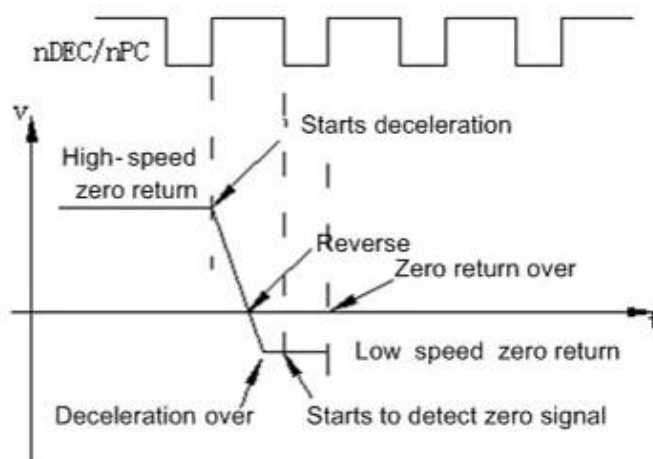 nDEC/nPC
v
Starts deceleration
High-speed
zero return
Reverse
Zero return over
t
Low speed zero return
Deceleration over
Starts to detect zero signal